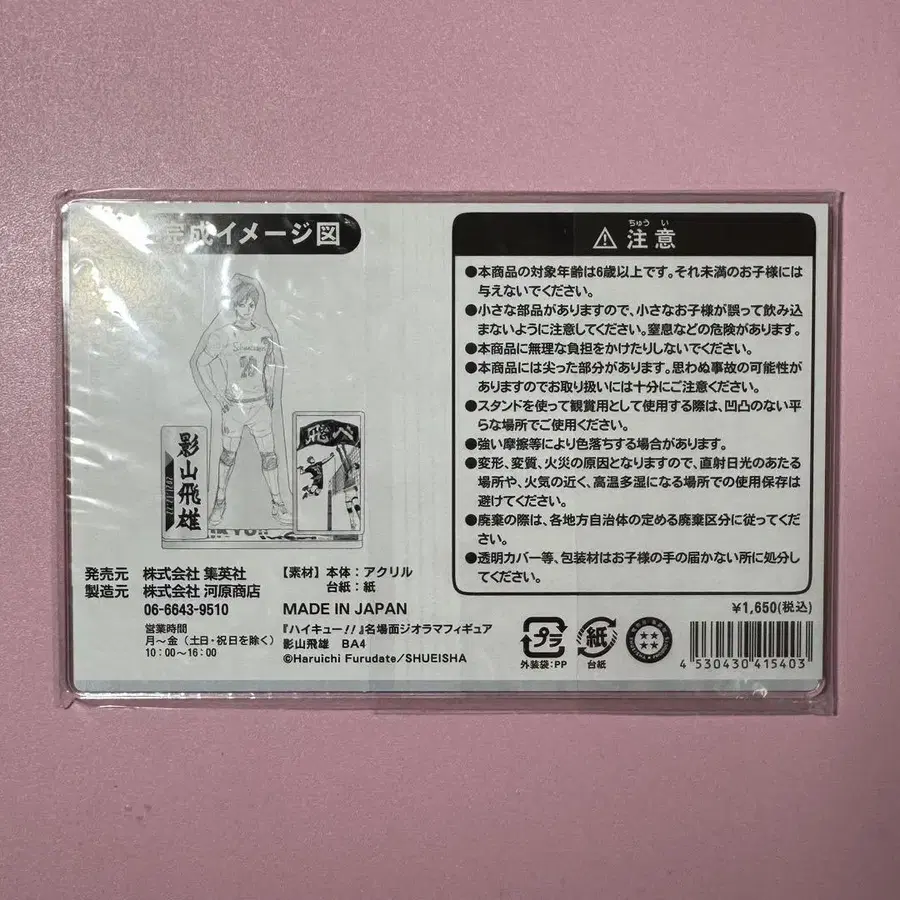 完成イメージ図
Schweiden
20
影山飛雄
飛べ
発売元 株式会社 集英社
製造元 株式会社 河原商店
06-6643-9510
営業時間
月～金（土日・祝日を除く）
10：00～16：00
【素材】本体：アクリル
台紙：紙
MADE IN JAPAN
『ハイキュー!!』名場面ジオラマフィギュア
影山飛雄 BA4
©Haruichi Furudate/SHUEISHA
ちゅう い
注意
●本商品の対象年齢は6歳以上です。それ未満のお子様には
与えないでください。
●小さな部品がありますので、小さなお子様が誤って飲み込
まないように注意してください。窒息などの危険があります。
●本商品に無理な負担をかけたりしないでください。
●本商品には尖った部分があります。思わぬ事故の可能性が
ありますのでお取り扱いには十分にご注意ください。
●スタンドを使って観賞用として使用する際は、凹凸のない平
らな場所でご使用ください。
●強い摩擦等により色落ちする場合があります。
●変形、変質、火災の原因となりますので、直射日光のあたる
場所や、火気の近く、高温多湿になる場所での使用保存は
避けてください。
●廃棄の際は、各地方自治体の定める廃棄区分に従ってくだ
さい。
●透明カバー等、包装材はお子様の手の届かない所に処分し
てください。
¥1,650(税込)
プラ
外装袋：PP
紙
台紙
4 530430 415403